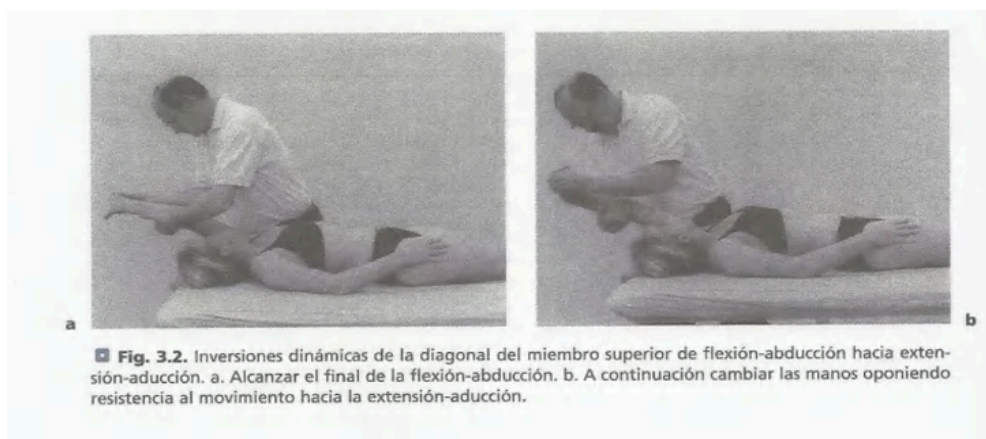 a
b
Fig. 3.2. Inversiones dinámicas de la diagonal del miembro superior de flexión-abducción hacia exten-
sión-aducción. a. Alcanzar el final de la flexión-abducción. b. A continuación cambiar las manos oponiendo
resistencia al movimiento hacia la extensión-aducción.